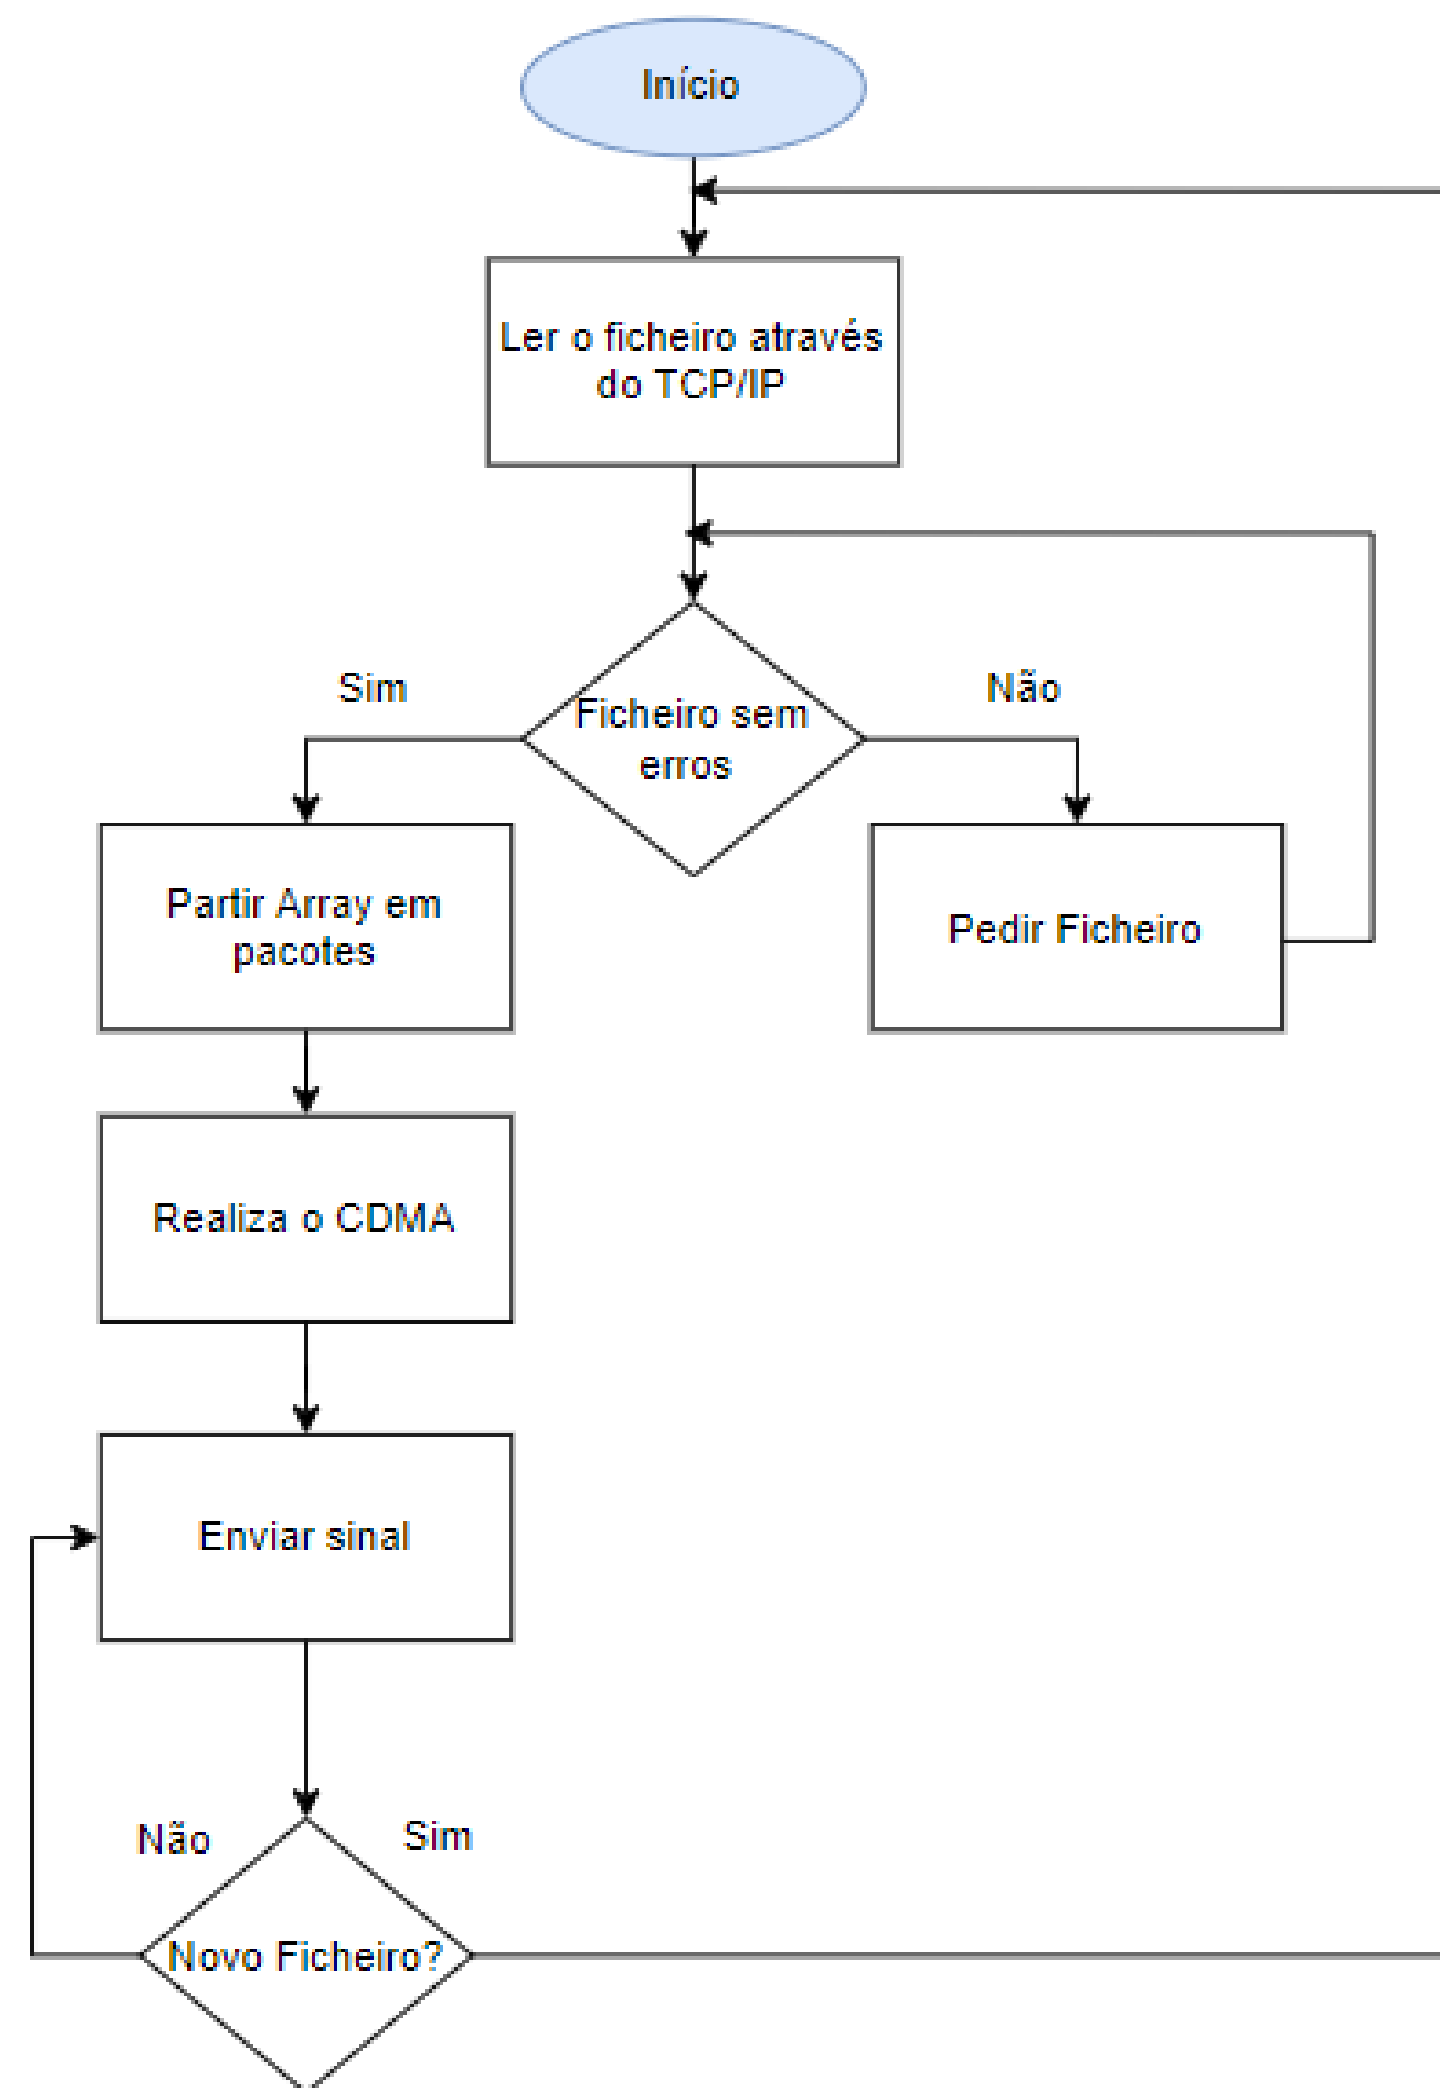 Início
Ler o ficheiro através
do TCP/IP
Sim
Não
Ficheiro sem
erros
Partir Array em
pacotes
Pedir Ficheiro
Realiza o CDMA
Enviar sinal
Não
Sim
Novo Ficheiro?